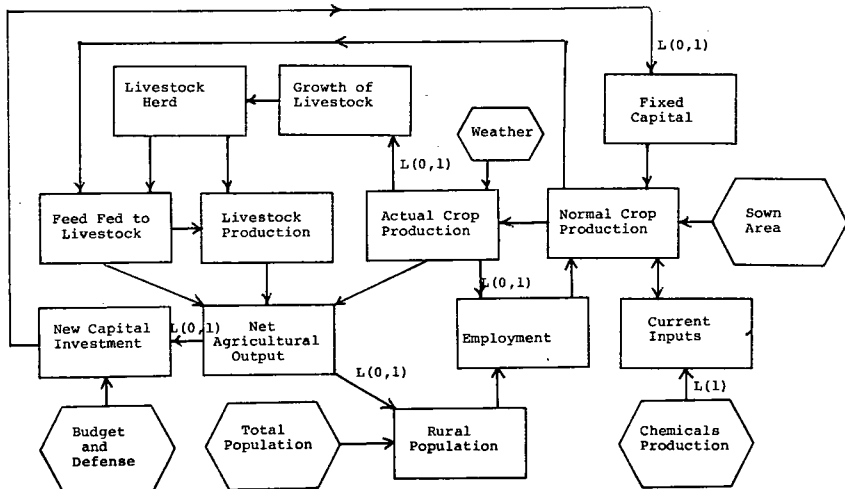 L(0,1)
Livestock
Herd
Growth of
Livestock
Weather
Fixed
Capital
L(0,1)
Feed Fed to
Livestock
Livestock
Production
Actual Crop
Production
Normal Crop
Production
Sown
Area
L(0,1)
New Capital
Investment
L(0,1)
Net
Agricultural
Output
Employment
Current
Inputs
L(0,1)
L(1)
Budget
and
Defense
Total
Population
Rural
Population
Chemicals
Production